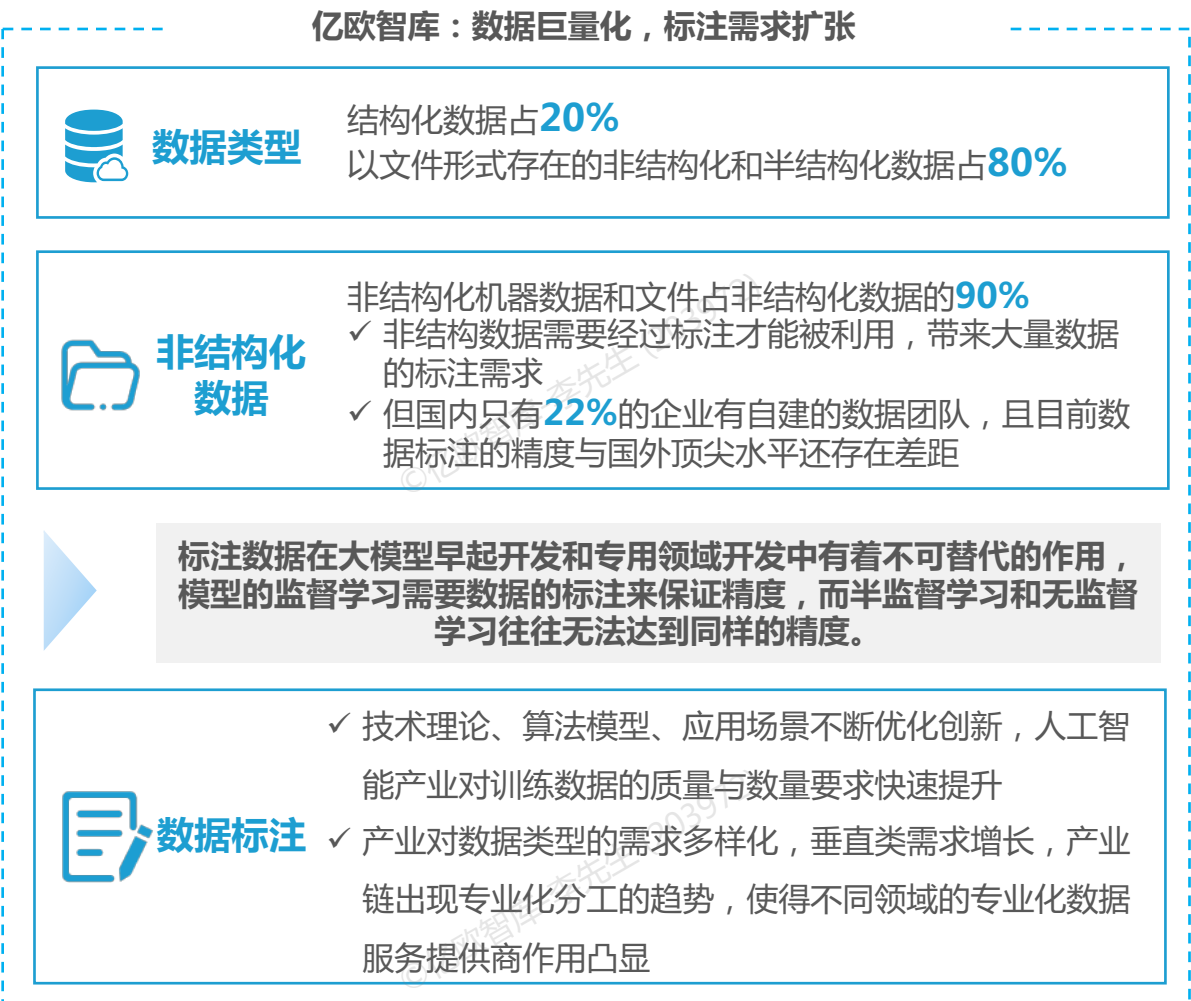 亿欧智库：数据巨量化，标注需求扩张
数据类型
结构化数据占20%
以文件形式存在的非结构化和半结构化数据占80%
非结构化
数据
非结构化机器数据和文件占非结构化数据的90%
✓ 非结构数据需要经过标注才能被利用，带来大量数据
的标注需求
✓ 但国内只有22%的企业有自建的数据团队，且目前数
据标注的精度与国外顶尖水平还存在差距
标注数据在大模型早起开发和专用领域开发中有着不可替代的作用，
模型的监督学习需要数据的标注来保证精度，而半监督学习和无监督
学习往往无法达到同样的精度。
数据标注
✓ 技术理论、算法模型、应用场景不断优化创新，人工智
能产业对训练数据的质量与数量要求快速提升
✓ 产业对数据类型的需求多样化，垂直类需求增长，产业
链出现专业化分工的趋势，使得不同领域的专业化数据
服务提供商作用凸显